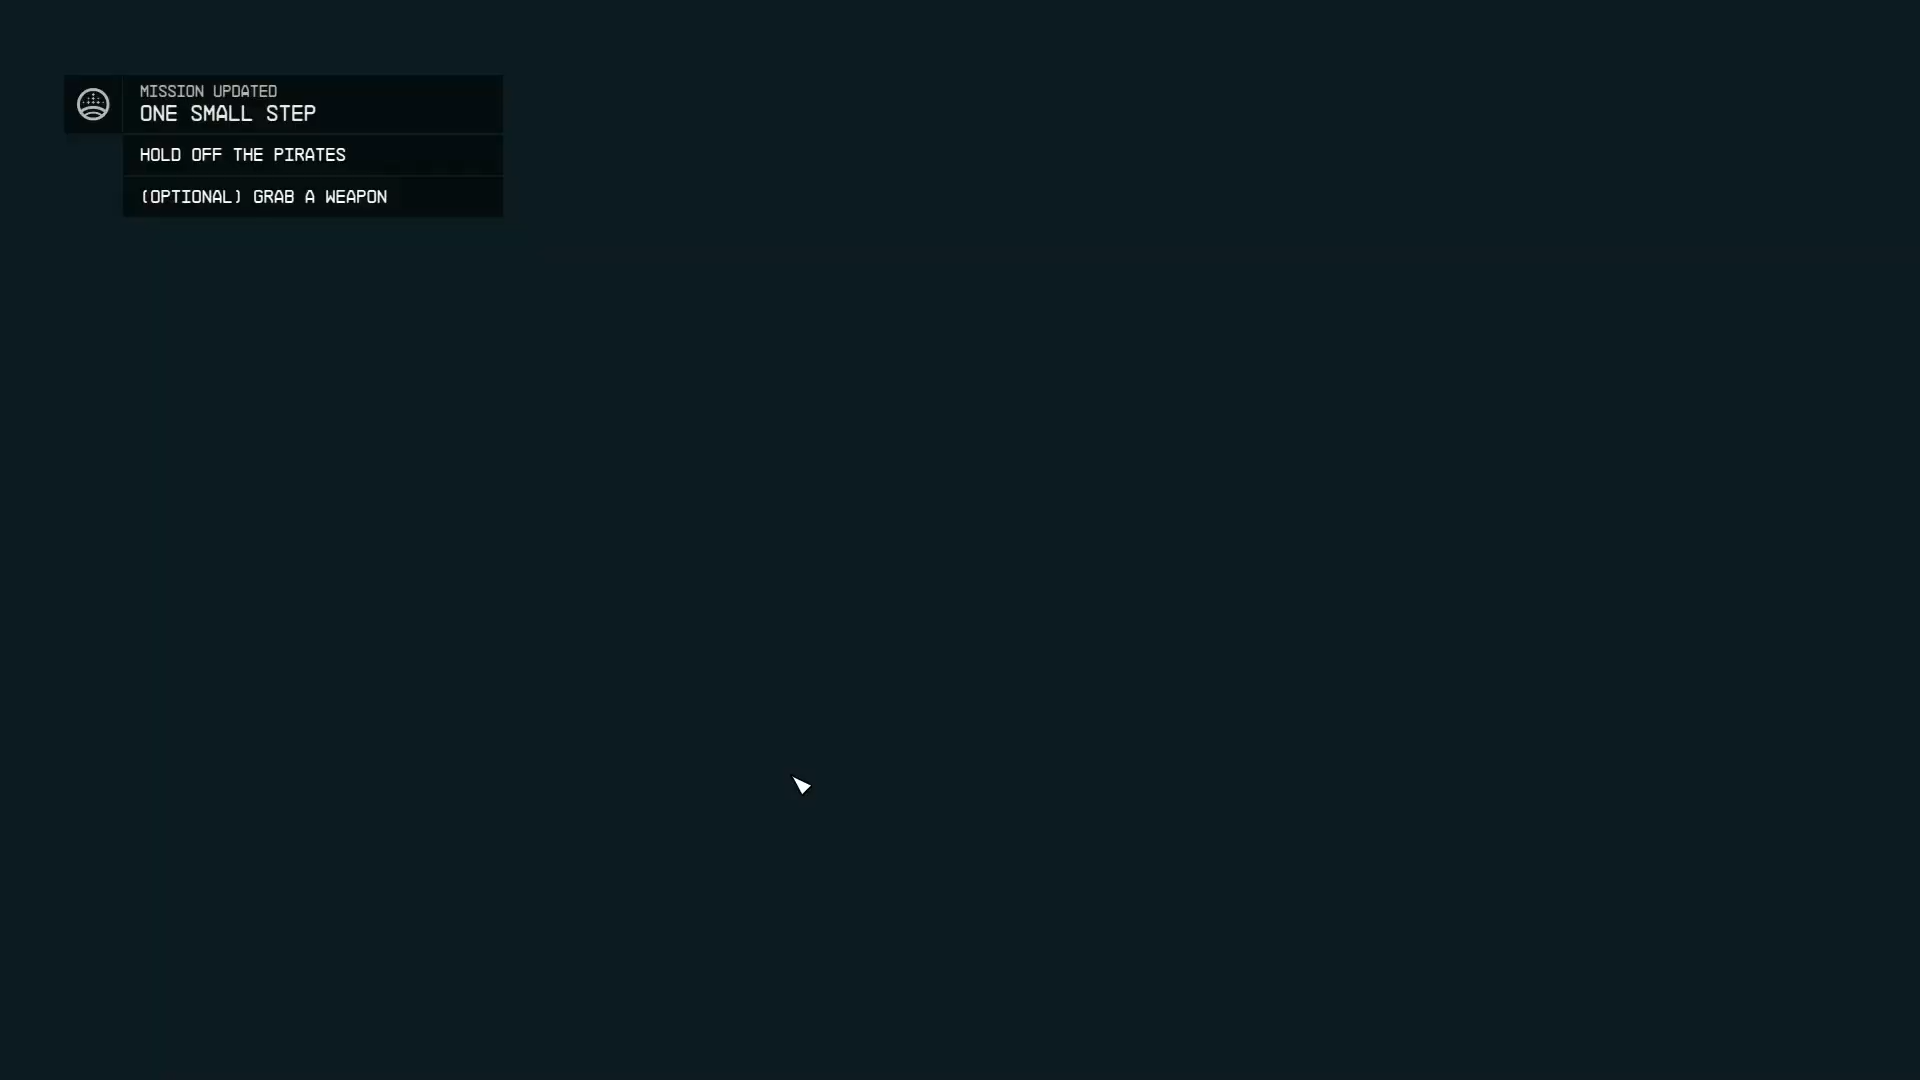 MISSION UPDATED
ONE SMALL STEP
HOLD OFF THE PIRATES
(OPTIONAL) GRAB A WEAPON